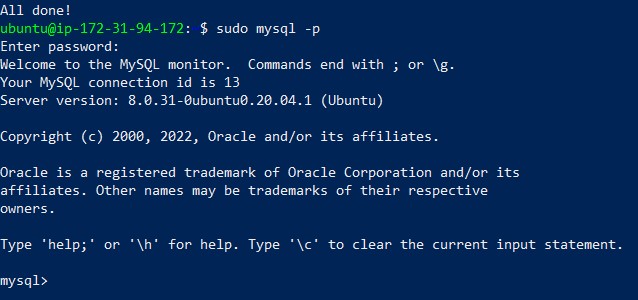 All done!
ubuntu@ip-172-31-94-172: $ sudo mysql -p
Enter password:
Welcome to the MySQL monitor.  Commands end with ; or \g.
Your MySQL connection id is 13
Server version: 8.0.31-0ubuntu0.20.04.1 (Ubuntu)
Copyright (c) 2000, 2022, Oracle and/or its affiliates.
Oracle is a registered trademark of Oracle Corporation and/or its
affiliates. Other names may be trademarks of their respective
owners.
Type 'help;' or '\h' for help. Type '\c' to clear the current input statement.
mysql>